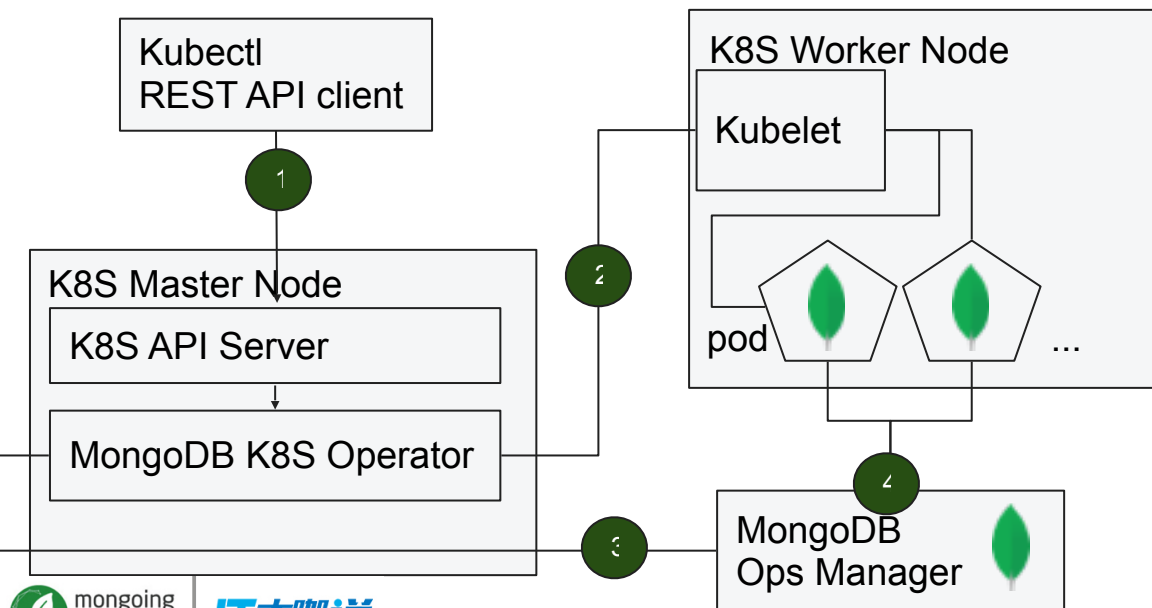 Kubectl
REST API client
1
K8S Master Node
K8S API Server
MongoDB K8S Operator
2
K8S Worker Node
Kubelet
pod
...
3
4
MongoDB
Ops Manager
mongoing